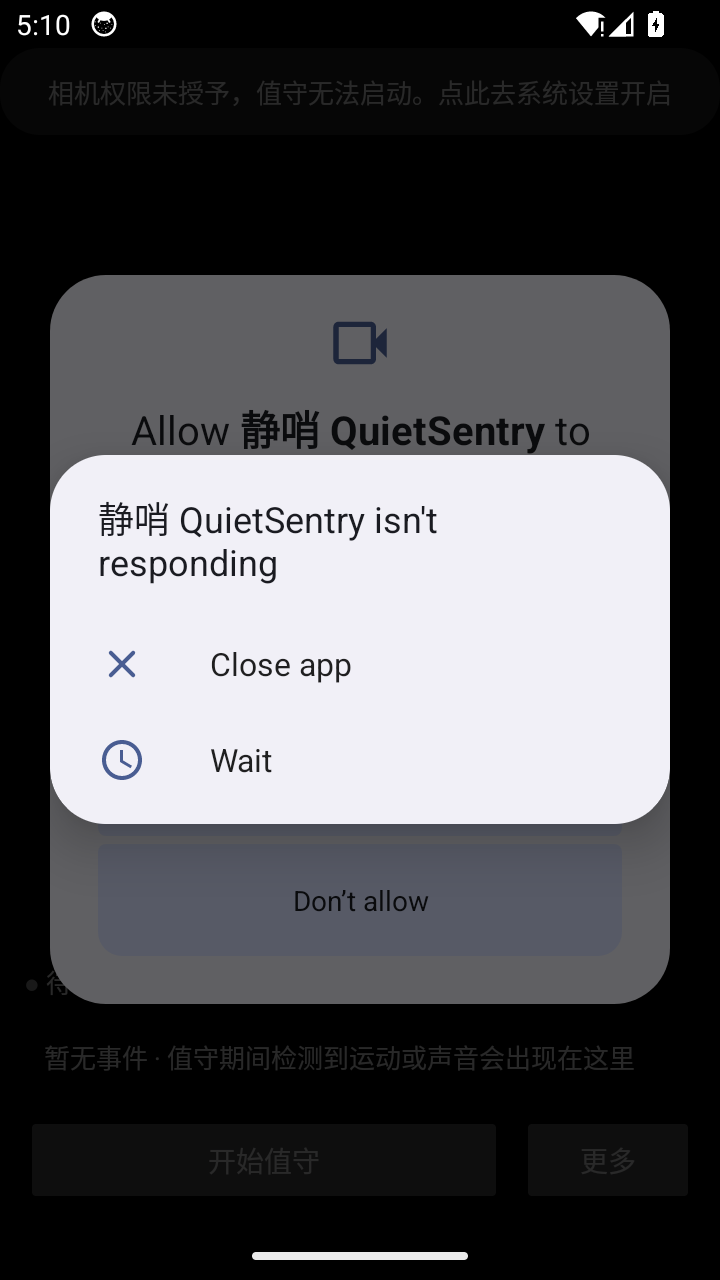 5:10
相机权限未授予，值守无法启动。点此去系统设置开启
Allow 静哨 QuietSentry to
静哨 QuietSentry isn't
responding
Close app
Wait
Don’t allow
待
暂无事件 · 值守期间检测到运动或声音会出现在这里
开始值守
更多